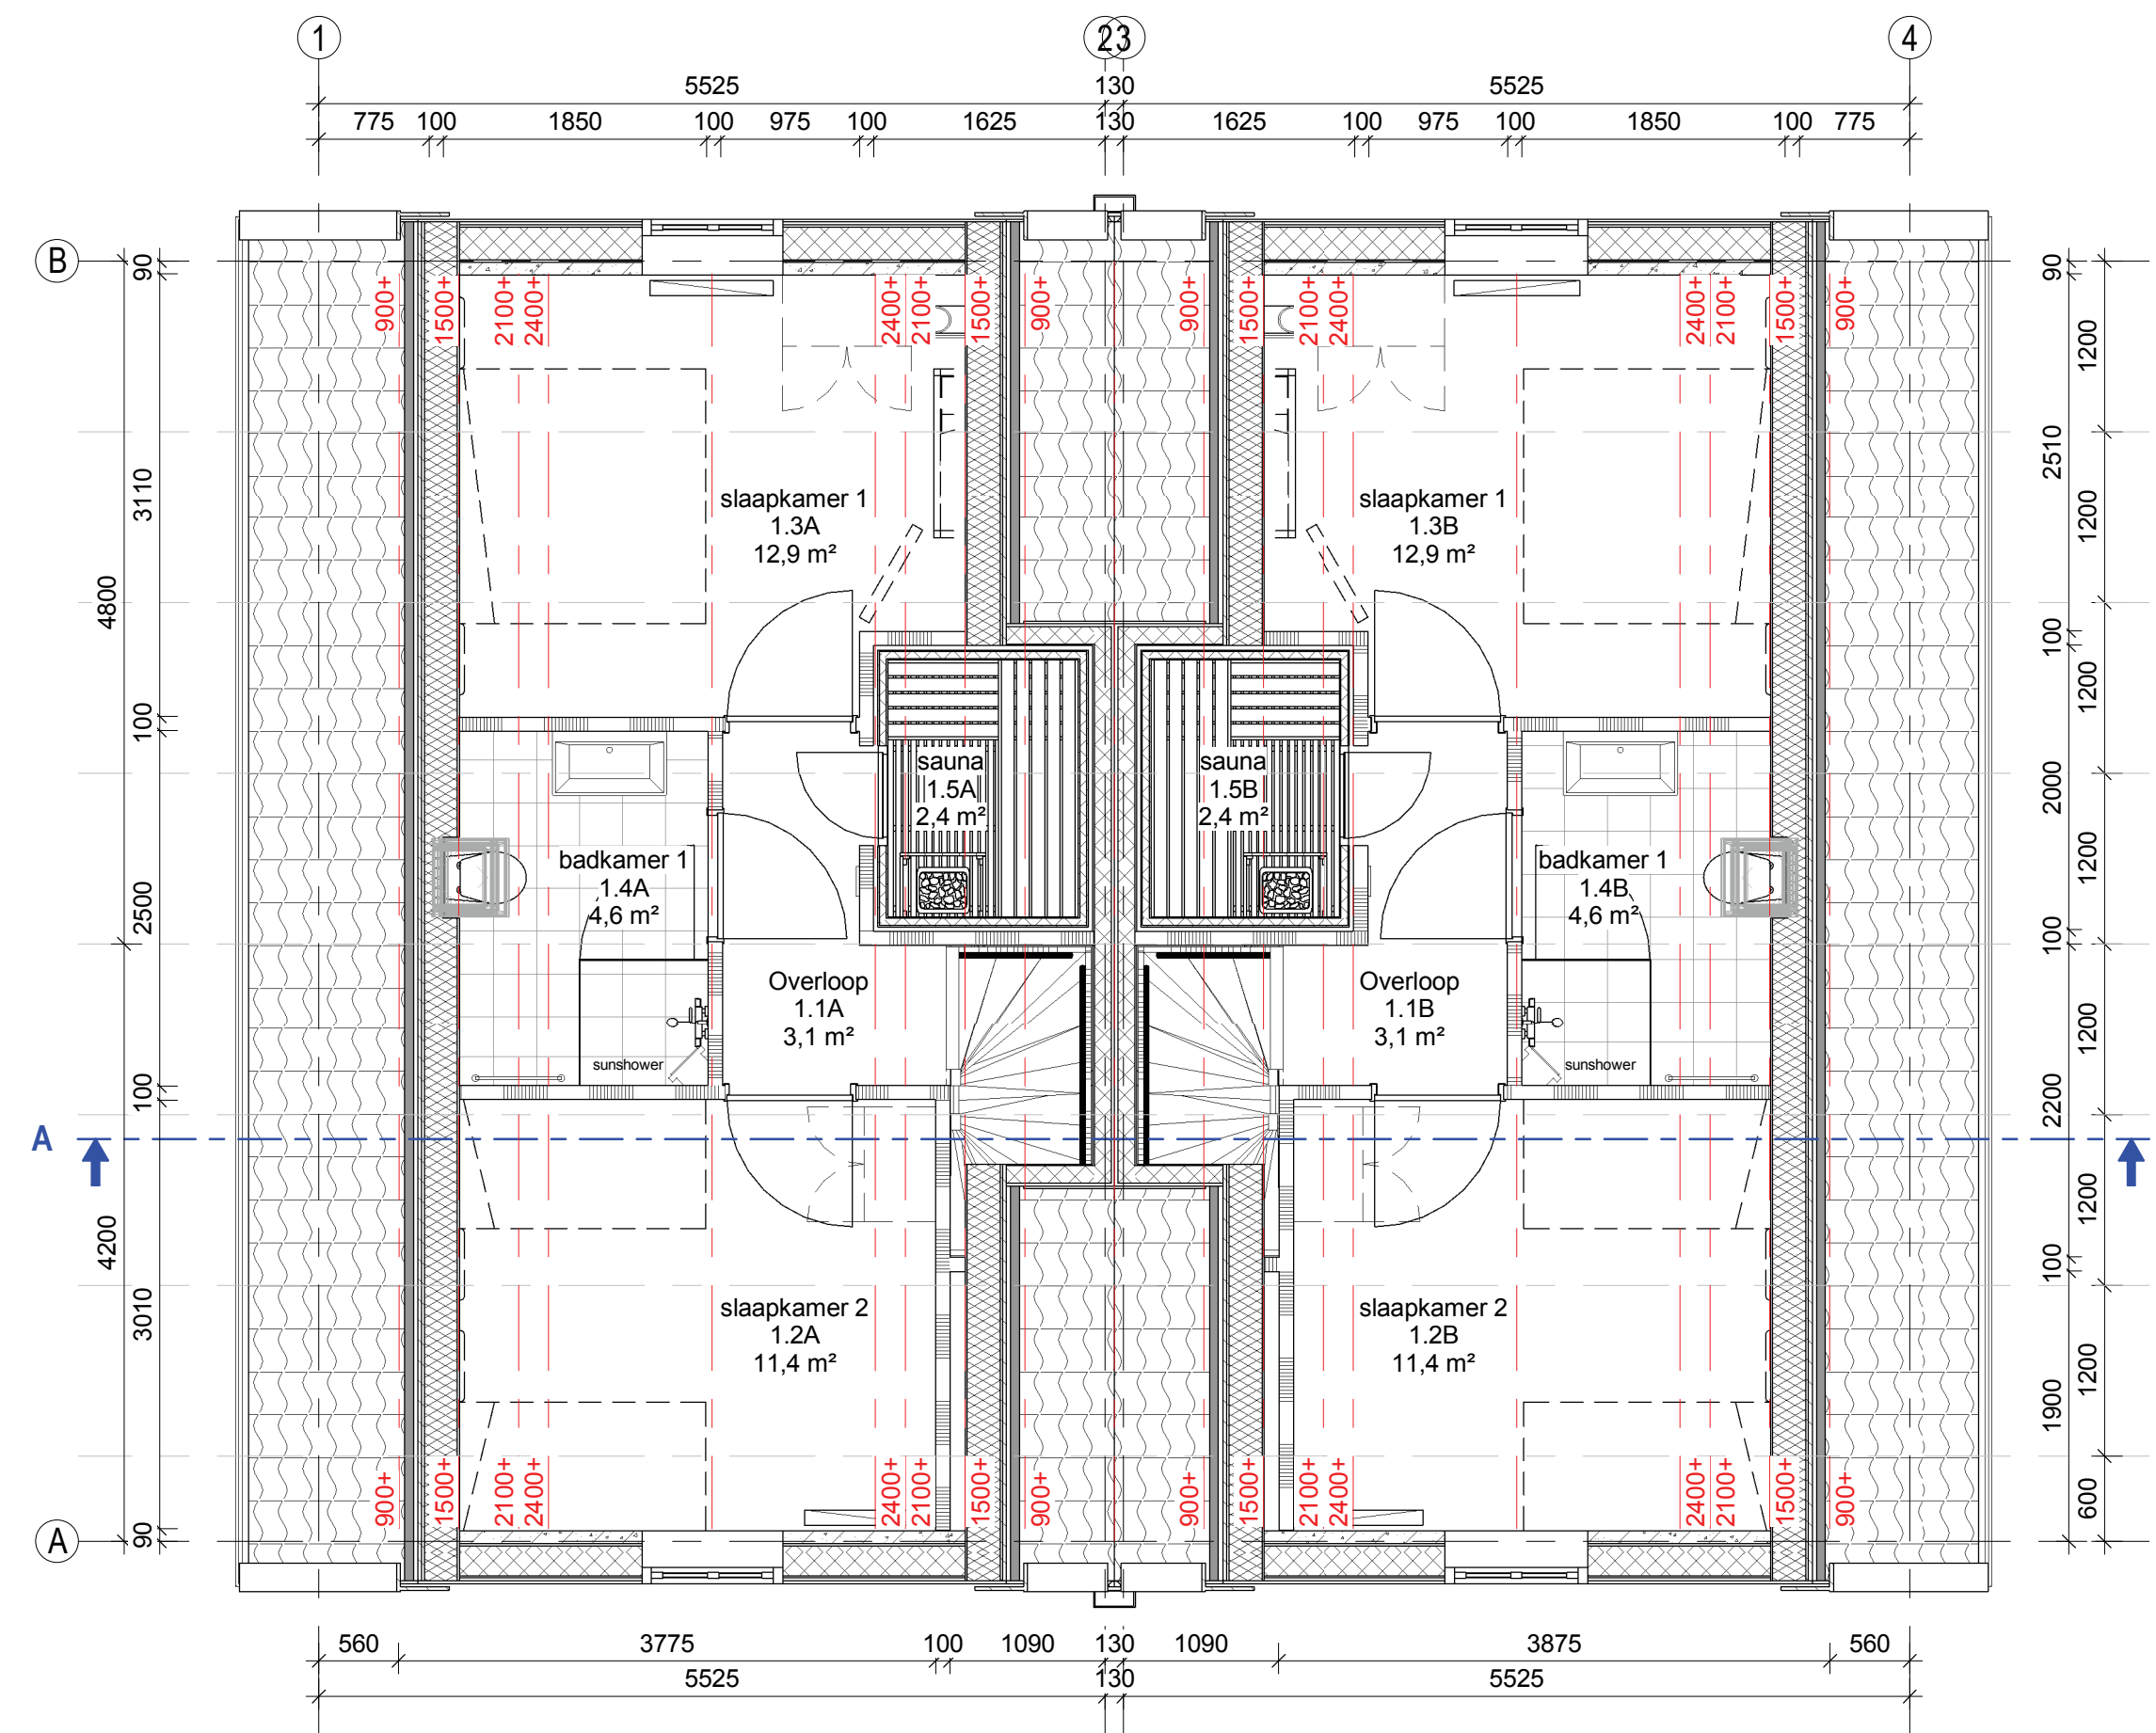 1 2 3 4
5525 130 5525
775 100 1850 100 975 100 1625 130 1625 100 975 100 1850 100 775
B
90 3110 100 2500 100 3010 90
4800 4200
900+ 1500+ 2100+ 2400+ 2400+ 2100+ 1500+ 900+ 900+ 1500+ 2100+ 2400+ 2400+ 2100+ 1500+ 900+
90 2510 100 2000 100 2200 100 1900
1200 1200 1200 1200 1200 1200 1200 600
slaapkamer 1
1.3A
12,9 m²
slaapkamer 1
1.3B
12,9 m²
sauna
1.5A
2,4 m²
sauna
1.5B
2,4 m²
badkamer 1
1.4A
4,6 m²
badkamer 1
1.4B
4,6 m²
Overloop
1.1A
3,1 m²
Overloop
1.1B
3,1 m²
sunshower
sunshower
A
slaapkamer 2
1.2A
11,4 m²
slaapkamer 2
1.2B
11,4 m²
900+ 1500+ 2100+ 2400+ 2400+ 2100+ 1500+ 900+ 900+ 1500+ 2100+ 2400+ 2400+ 2100+ 1500+ 900+
A
560 3775 100 1090 130 1090 3875 560
5525 130 5525